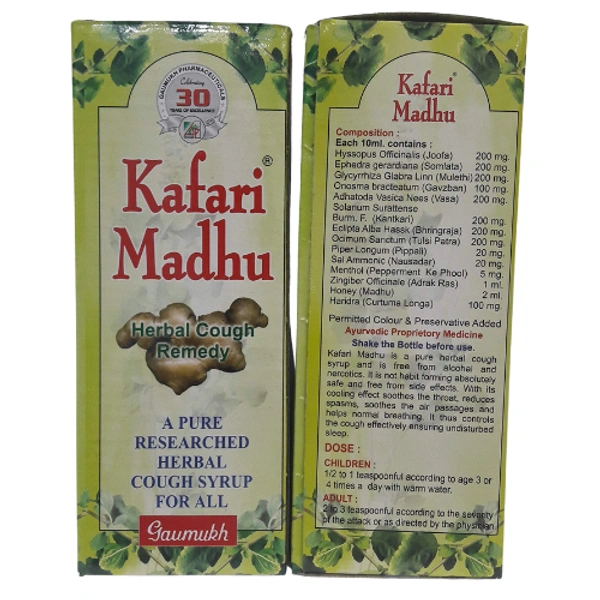 GAUMUKH PHARMACEUTICALS
Celebrating
30
YEARS OF EXCELLENCE
Kafari®
Madhu
Herbal Cough
Remedy
A PURE
RESEARCHED
HERBAL
COUGH SYRUP
FOR ALL
Gaumukh
Kafari®
Madhu
Composition :
Each 10ml. contains :
Hyssopus Officinalis (Joofa) 200 mg.
Ephedra gerardiana (Somlata) 200 mg.
Glycyrrhiza Glabra Linn (Mulethi) 200 mg.
Onosma bracteatum (Gavzban) 100 mg.
Adhatoda Vasica Nees (Vasa) 200 mg.
Solarium Surattense
Burm. F. (Kantkari) 200 mg.
Eclipta Alba Hassk (Bhringraja) 200 mg.
Ocimum Sanctum (Tulsi Patra) 200 mg.
Piper Longum (Pippali) 20 mg.
Sal Ammonic (Nausadar) 20 mg.
Menthol (Pepperment Ke Phool) 5 mg.
Zingiber Officinale (Adrak Ras) 1 ml.
Honey (Madhu) 2 ml.
Haridra (Curtuma Longa) 100 mg.
Permitted Colour & Preservative Added
Ayurvedic Proprietory Medicine
Shake the Bottle before use.
Kafari Madhu is a pure herbal cough
syrup and is free from alcohal and
narcotics. It is not habit forming absolutely
safe and free from side effects. With its
cooling effect soothes the throat, reduces
spasms, soothes the air passages and
helps normal breathing. It thus controls
the cough effectively ensuring undisturbed
sleep.
DOSE :
CHILDREN :
1/2 to 1 teaspoonful according to age 3 or
4 times a day with warm water.
ADULT :
2 to 3 teaspoonful according to the severity
of the attack or as directed by the physician